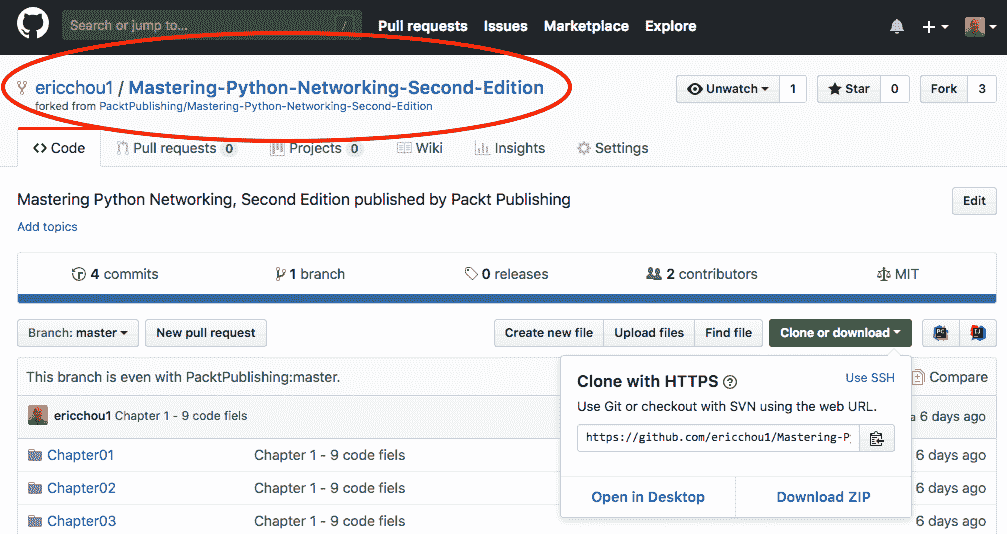 Search or jump to... /
Pull requests Issues Marketplace Explore
ericchou1 / Mastering-Python-Networking-Second-Edition
forked from PacktPublishing/Mastering-Python-Networking-Second-Edition
Unwatch 1 Star 0 Fork 3
Code Pull requests 0 Projects 0 Wiki Insights Settings
Mastering Python Networking, Second Edition published by Packt Publishing
Edit
Add topics
4 commits 1 branch 0 releases 2 contributors MIT
Branch: master New pull request Create new file Upload files Find file Clone or download
This branch is even with PacktPublishing:master.
Compare
ericchou1 Chapter 1 - 9 code fiels
6 days ago
Chapter01 Chapter 1 - 9 code fiels 6 days ago
Chapter02 Chapter 1 - 9 code fiels 6 days ago
Chapter03 Chapter 1 - 9 code fiels 6 days ago
Clone with HTTPS ?
Use SSH
Use Git or checkout with SVN using the web URL.
https://github.com/ericchou1/Mastering-P
Open in Desktop Download ZIP